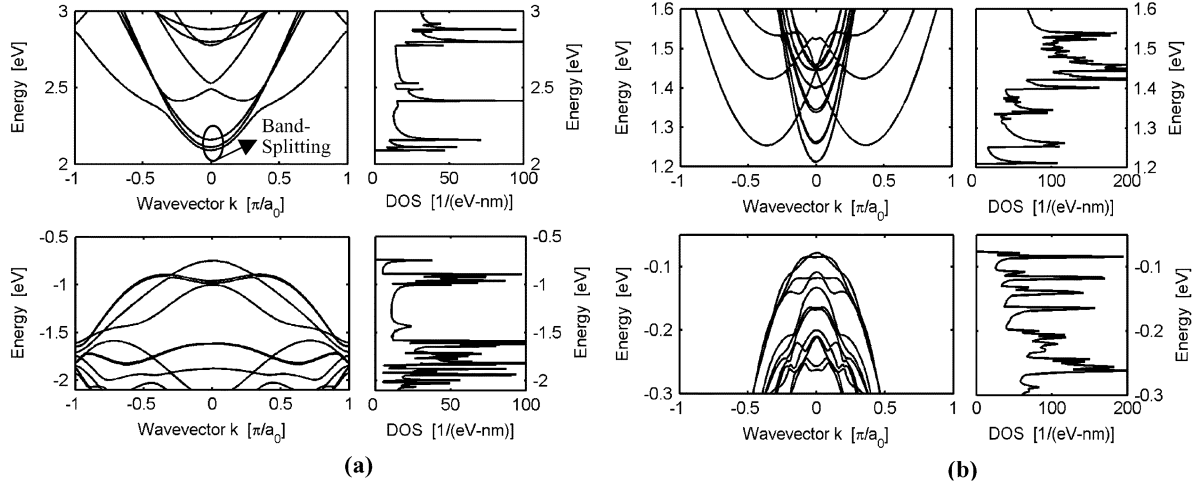 3
2.5
2
Energy [eV]
Band-
Splitting
-1 -0.5 0 0.5 1
Wavevector k [π/a0]
3
2.5
2
Energy [eV]
0 50 100
DOS [1/(eV-nm)]
-0.5
-1
-1.5
-2
Energy [eV]
-1 -0.5 0 0.5 1
Wavevector k [π/a0]
-0.5
-1
-1.5
-2
Energy [eV]
0 50 100
DOS [1/(eV-nm)]
(a)
1.6
1.5
1.4
1.3
1.2
Energy [eV]
-1 -0.5 0 0.5 1
Wavevector k [π/a0]
1.6
1.5
1.4
1.3
1.2
Energy [eV]
0 100 200
DOS [1/(eV-nm)]
-0.1
-0.2
-0.3
Energy [eV]
-1 -0.5 0 0.5 1
Wavevector k [π/a0]
-0.1
-0.2
-0.3
Energy [eV]
0 50 100 150 200
DOS [1/(eV-nm)]
(b)